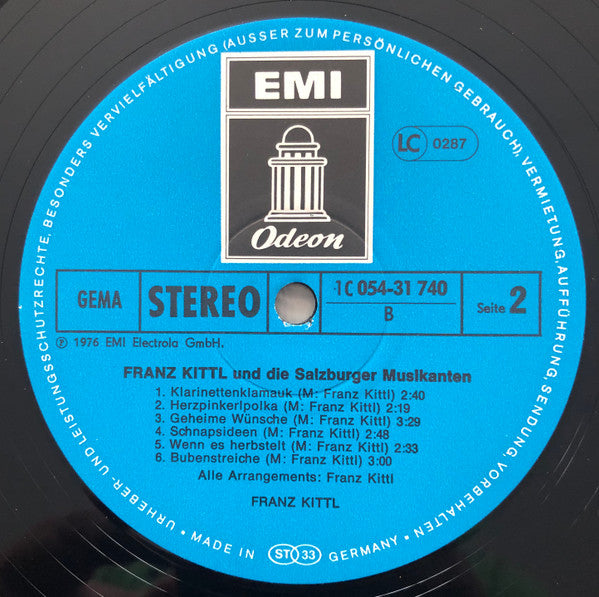 URHEBER- UND LEISTUNGSSCHUTZRECHTE, BESONDERS VERVIELFÄLTIGUNG (AUSSER ZUM PERSÖNLICHEN GEBRAUCH), VERMIETUNG, AUFFÜHRUNG, SENDUNG VORBEHALTEN •
EMI
Odeon
LC 0287
GEMA
STEREO
1C 054-31 740
B
Seite 2
℗ 1976 EMI Electrola GmbH.
FRANZ KITTL und die Salzburger Musikanten
1. Klarinettenklamauk (M: Franz Kittl) 2:40
2. Herzpinkerlpolka (M: Franz Kittl) 2:19
3. Geheime Wünsche (M: Franz Kittl) 3:29
4. Schnapsideen (M: Franz Kittl) 2:48
5. Wenn es herbstelt (M: Franz Kittl) 2:33
6. Bubenstreiche (M: Franz Kittl) 3:00
Alle Arrangements: Franz Kittl
FRANZ KITTL
• MADE IN GERMANY •
ST 33